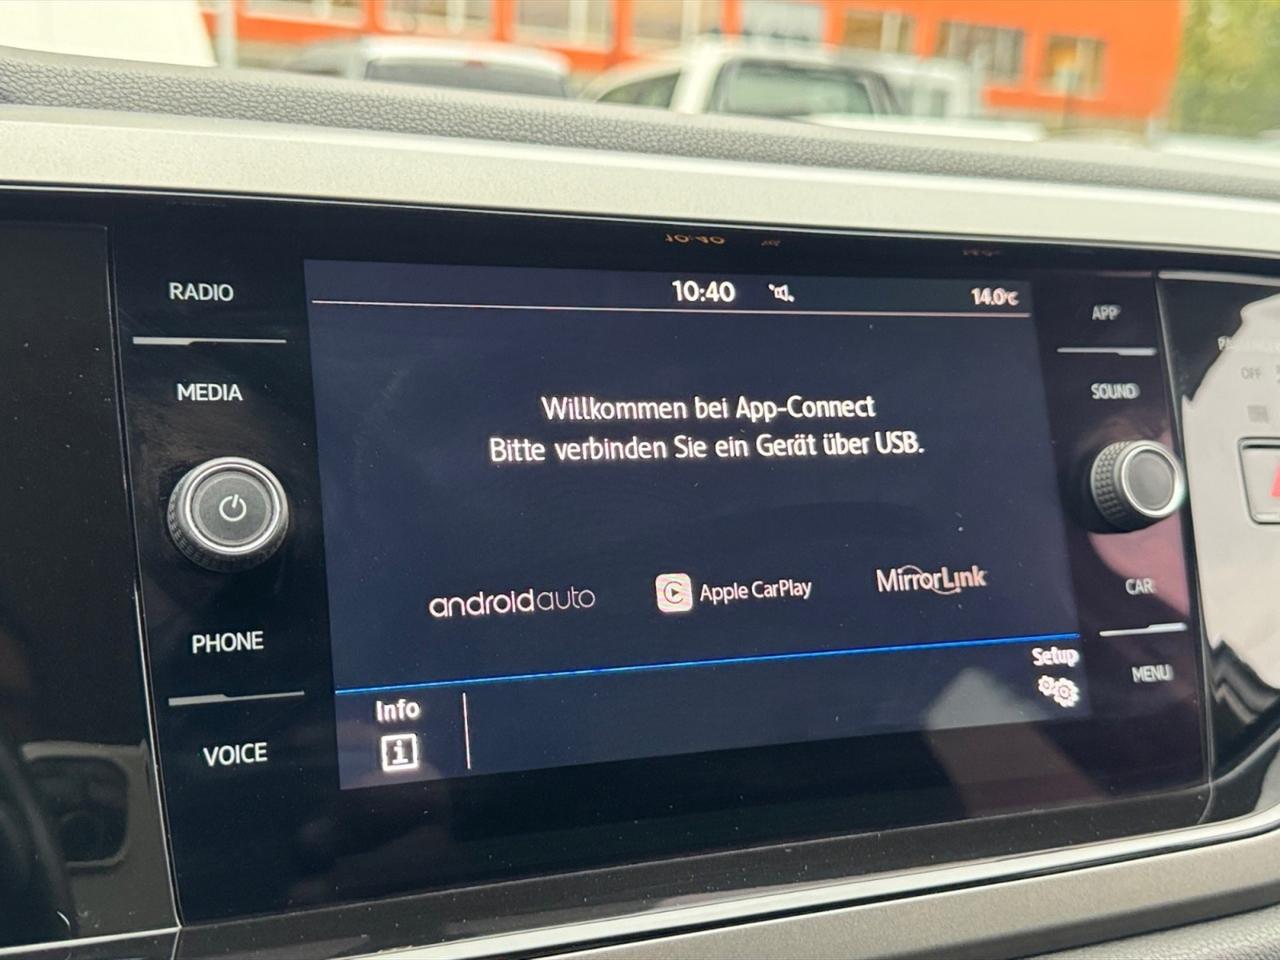 10:40
14.0°C
RADIO
MEDIA
PHONE
VOICE
Willkommen bei App-Connect
Bitte verbinden Sie ein Gerät über USB.
androidauto
Apple CarPlay
MirrorLink
Info
i
Setup
APP
SOUND
CAR
MENU
OFF